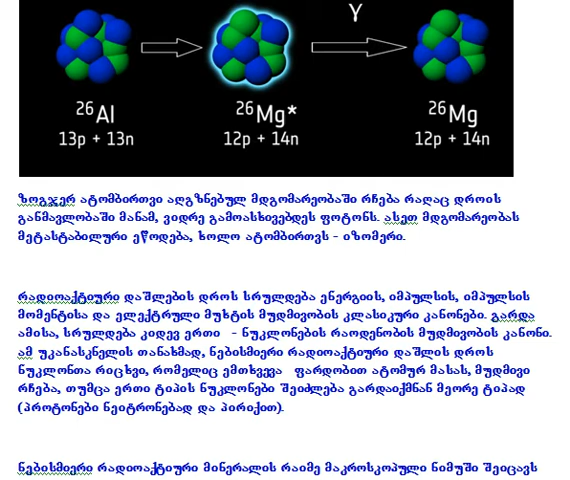 γ
²⁶Al ²⁶Mg* ²⁶Mg
13p + 13n 12p + 14n 12p + 14n
ზოგჯერ ატომბირთვი აღგზნებულ მდგომარეობაში რჩება რაღაც დროის
განმავლობაში მანამ, ვიდრე გამოასხივებდეს ფოტონს. ასეთ მდგომარეობას
მეტასტაბილური ეწოდება, ხოლო ატომბირთვს - იზომერი.
რადიოაქტიური დაშლების დროს სრულდება ენერგიის, იმპულსის, იმპულსის
მომენტისა და ელექტრული მუხტის მუდმივობის კლასიკური კანონები. გარდა
ამისა, სრულდება კიდევ ერთი - ნუკლონების რაოდენობის მუდმივობის კანონი.
ამ უკანასკნელის თანახმად, ნებისმიერი რადიოაქტიური დაშლის დროს
ნუკლონთა რიცხვი, რომელიც ემთხვევა ფარდობით ატომურ მასას, მუდმივი
რჩება, თუმცა ერთი ტიპის ნუკლონები შეიძლება გარდაიქმნან მეორე ტიპად
(პროტონები ნეიტრონებად და პირიქით).
ნებისმიერი რადიოაქტიური მინერალის რაიმე მაკროსკოპული ნიმუში შეიცავს